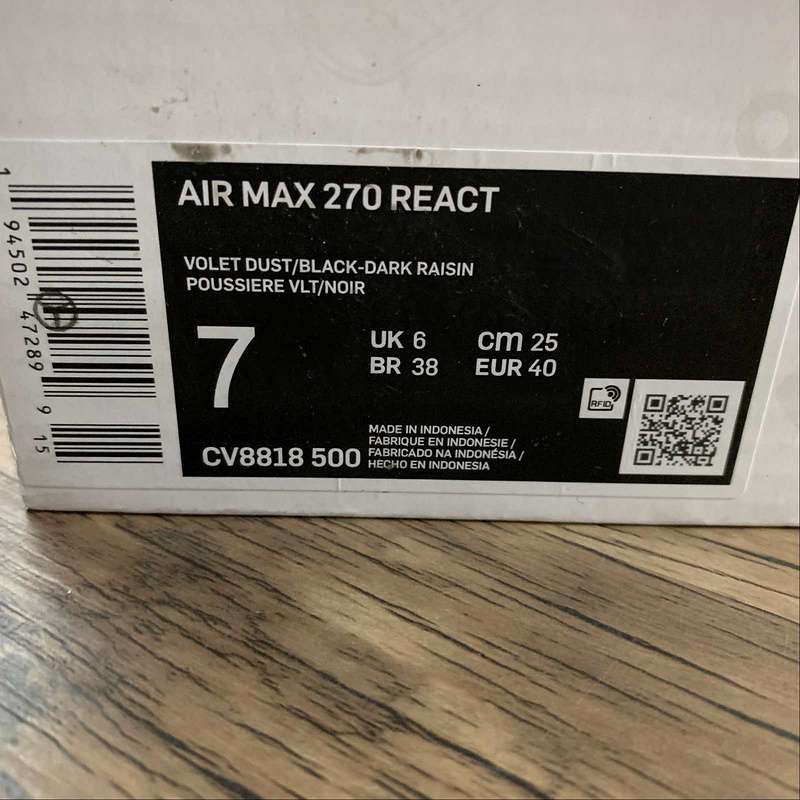 AIR MAX 270 REACT
VOLET DUST/BLACK-DARK RAISIN
POUSSIERE VLT/NOIR
7
UK 6
cm 25
BR 38
EUR 40
RFID
MADE IN INDONESIA /
FABRIQUE EN INDONESIE /
FABRICADO NA INDONÉSIA /
HECHO EN INDONESIA
CV8818 500
1 94502 47289 9 15